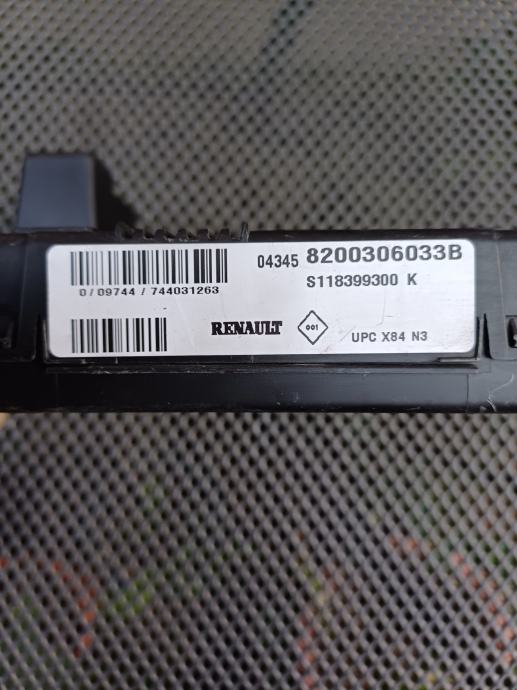 04345 8200306033B
S118399300 K
0 / 09744 / 744031263
RENAULT 001 UPC X84 N3